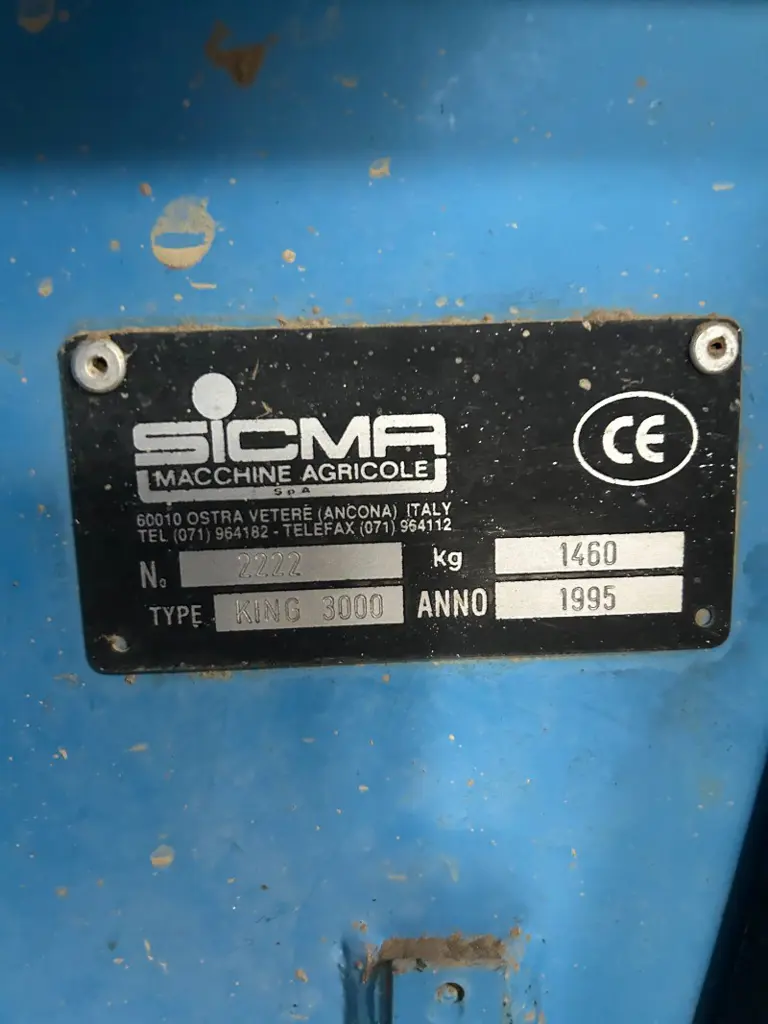 SICMA
MACCHINE AGRICOLE
SpA
CE
60010 OSTRA VETERE (ANCONA) ITALY
TEL (071) 964182 - TELEFAX (071) 964112
No 2222 kg 1460
TYPE KING 3000 ANNO 1995